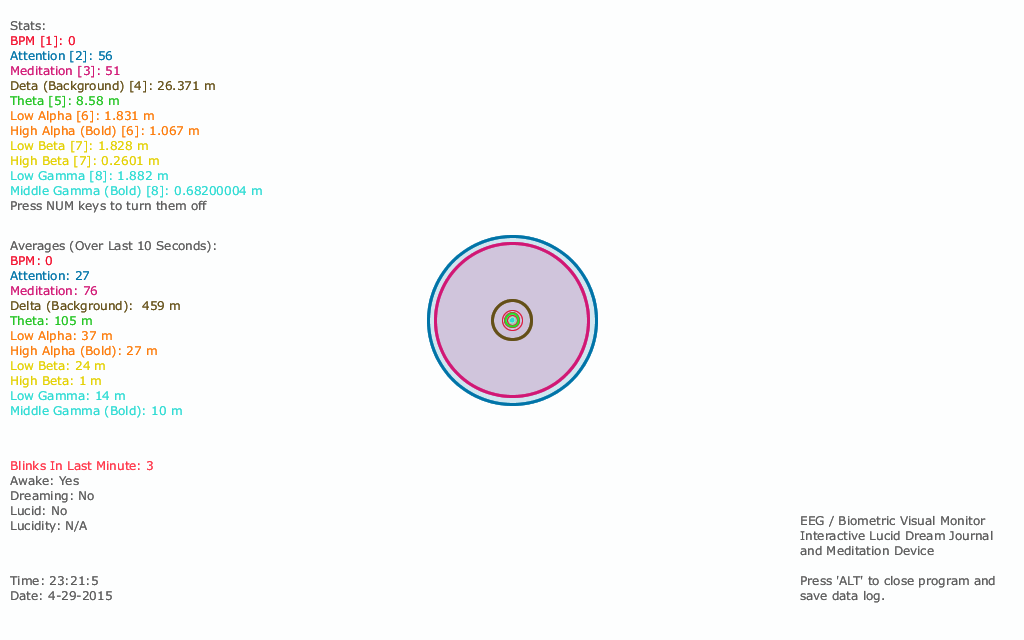 Stats:
BPM [1]: 0
Attention [2]: 56
Meditation [3]: 51
Deta (Background) [4]: 26.371 m
Theta [5]: 8.58 m
Low Alpha [6]: 1.831 m
High Alpha (Bold) [6]: 1.067 m
Low Beta [7]: 1.828 m
High Beta [7]: 0.2601 m
Low Gamma [8]: 1.882 m
Middle Gamma (Bold) [8]: 0.68200004 m
Press NUM keys to turn them off
Averages (Over Last 10 Seconds):
BPM: 0
Attention: 27
Meditation: 76
Delta (Background):  459 m
Theta: 105 m
Low Alpha: 37 m
High Alpha (Bold): 27 m
Low Beta: 24 m
High Beta: 1 m
Low Gamma: 14 m
Middle Gamma (Bold): 10 m
Blinks In Last Minute: 3
Awake: Yes
Dreaming: No
Lucid: No
Lucidity: N/A
Time: 23:21:5
Date: 4-29-2015
EEG / Biometric Visual Monitor
Interactive Lucid Dream Journal
and Meditation Device
Press 'ALT' to close program and
save data log.